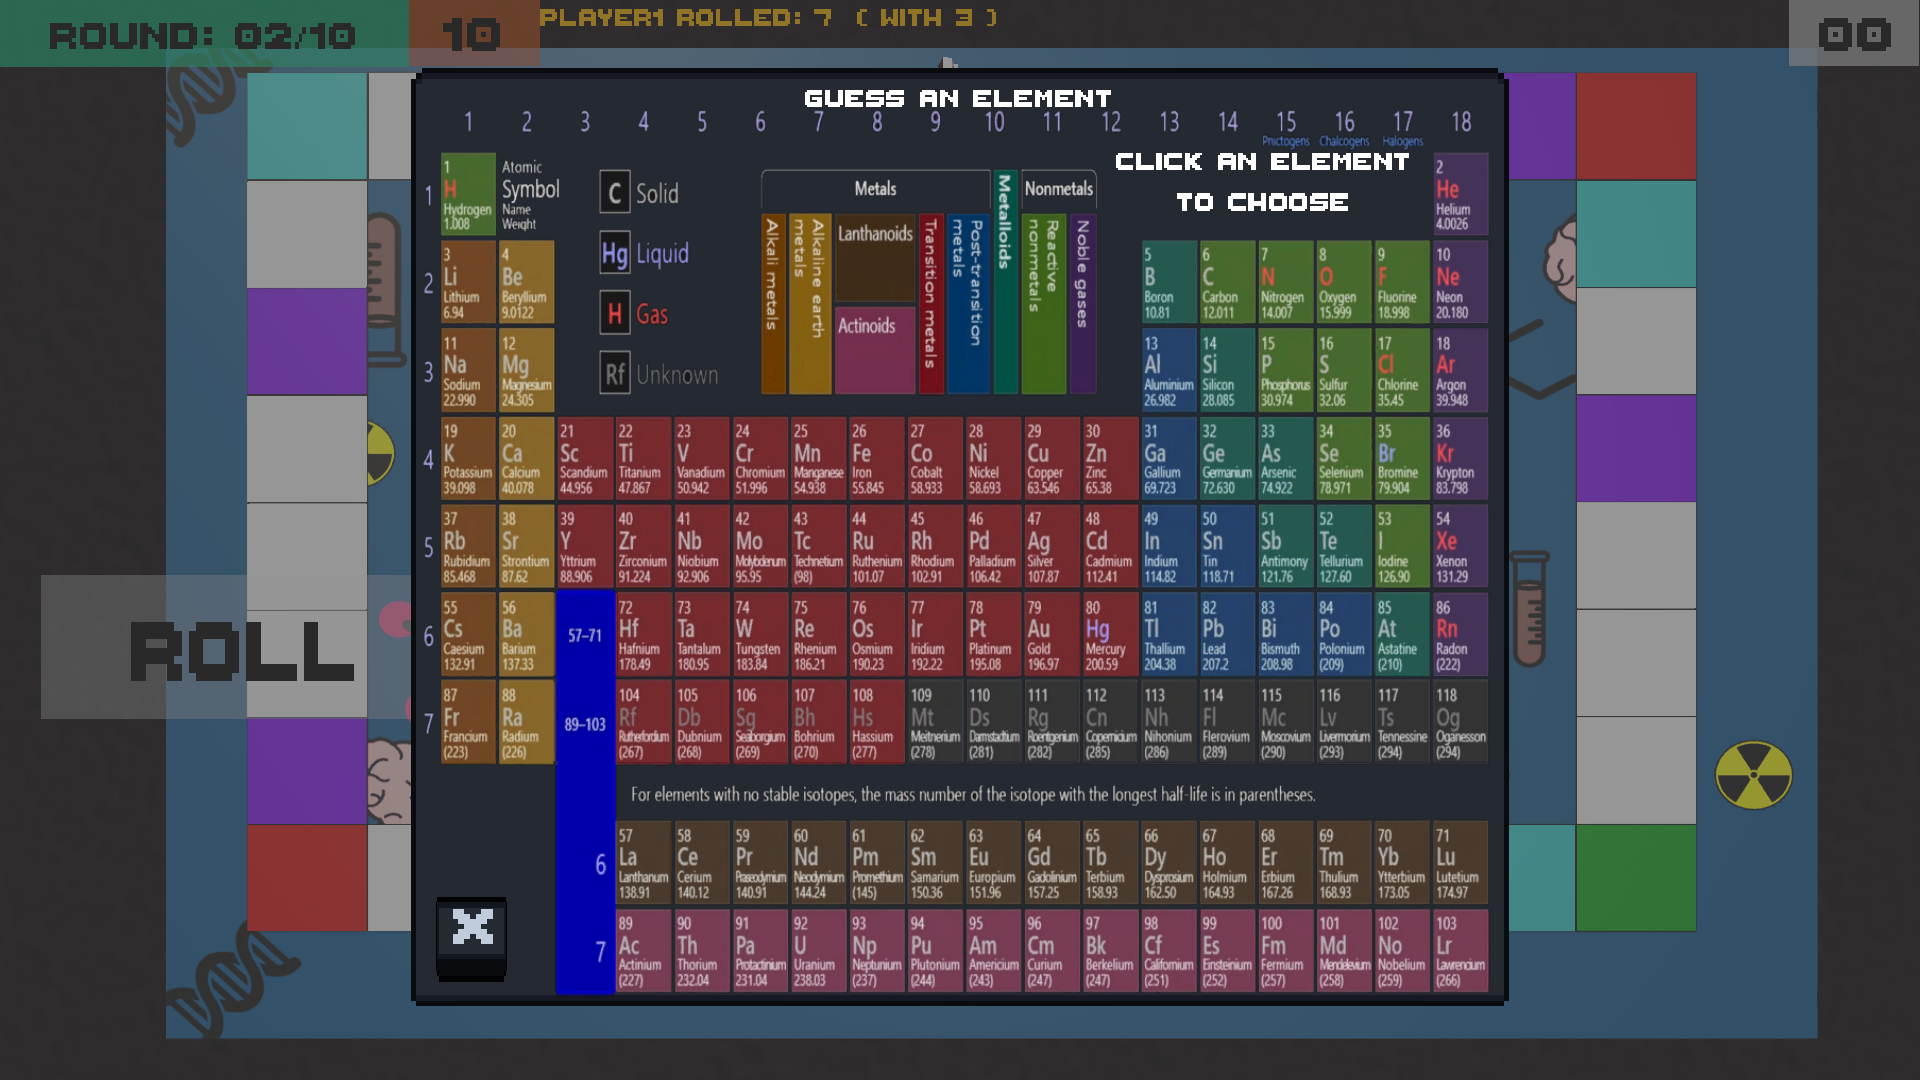 ROUND: 02/10
10
PLAYER1 ROLLED: 7 ( WITH 3 )
00
GUESS AN ELEMENT
1 2 3 4 5 6 7 8 9 10 11 12 13 14 15 16 17 18
Pnictogens Chalcogens Halogens
CLICK AN ELEMENT
TO CHOOSE
1
1 H Hydrogen 1.008
Atomic
Symbol
Name
Weight
C Solid
Hg Liquid
H Gas
Rf Unknown
Metals
Metalloids
Nonmetals
Alkali metals
Alkaline earth metals
Lanthanoids
Actinoids
Transition metals
Post-transition metals
Reactive nonmetals
Noble gases
2 He Helium 4.0026
2
3 Li Lithium 6.94
4 Be Beryllium 9.0122
5 B Boron 10.81
6 C Carbon 12.011
7 N Nitrogen 14.007
8 O Oxygen 15.999
9 F Fluorine 18.998
10 Ne Neon 20.180
3
11 Na Sodium 22.990
12 Mg Magnesium 24.305
13 Al Aluminium 26.982
14 Si Silicon 28.085
15 P Phosphorus 30.974
16 S Sulfur 32.06
17 Cl Chlorine 35.45
18 Ar Argon 39.948
4
19 K Potassium 39.098
20 Ca Calcium 40.078
21 Sc Scandium 44.956
22 Ti Titanium 47.867
23 V Vanadium 50.942
24 Cr Chromium 51.996
25 Mn Manganese 54.938
26 Fe Iron 55.845
27 Co Cobalt 58.933
28 Ni Nickel 58.693
29 Cu Copper 63.546
30 Zn Zinc 65.38
31 Ga Gallium 69.723
32 Ge Germanium 72.630
33 As Arsenic 74.922
34 Se Selenium 78.971
35 Br Bromine 79.904
36 Kr Krypton 83.798
5
37 Rb Rubidium 85.468
38 Sr Strontium 87.62
39 Y Yttrium 88.906
40 Zr Zirconium 91.224
41 Nb Niobium 92.906
42 Mo Molybdenum 95.95
43 Tc Technetium (98)
44 Ru Ruthenium 101.07
45 Rh Rhodium 102.91
46 Pd Palladium 106.42
47 Ag Silver 107.87
48 Cd Cadmium 112.41
49 In Indium 114.82
50 Sn Tin 118.71
51 Sb Antimony 121.76
52 Te Tellurium 127.60
53 I Iodine 126.90
54 Xe Xenon 131.29
6
55 Cs Caesium 132.91
56 Ba Barium 137.33
57–71
72 Hf Hafnium 178.49
73 Ta Tantalum 180.95
74 W Tungsten 183.84
75 Re Rhenium 186.21
76 Os Osmium 190.23
77 Ir Iridium 192.22
78 Pt Platinum 195.08
79 Au Gold 196.97
80 Hg Mercury 200.59
81 Tl Thallium 204.38
82 Pb Lead 207.2
83 Bi Bismuth 208.98
84 Po Polonium (209)
85 At Astatine (210)
86 Rn Radon (222)
ROLL
7
87 Fr Francium (223)
88 Ra Radium (226)
89–103
104 Rf Rutherfordium (267)
105 Db Dubnium (268)
106 Sg Seaborgium (269)
107 Bh Bohrium (270)
108 Hs Hassium (277)
109 Mt Meitnerium (278)
110 Ds Darmstadtium (281)
111 Rg Roentgenium (282)
112 Cn Copernicium (285)
113 Nh Nihonium (286)
114 Fl Flerovium (289)
115 Mc Moscovium (290)
116 Lv Livermorium (293)
117 Ts Tennessine (294)
118 Og Oganesson (294)
For elements with no stable isotopes, the mass number of the isotope with the longest half-life is in parentheses.
6
57 La Lanthanum 138.91
58 Ce Cerium 140.12
59 Pr Praseodymium 140.91
60 Nd Neodymium 144.24
61 Pm Promethium (145)
62 Sm Samarium 150.36
63 Eu Europium 151.96
64 Gd Gadolinium 157.25
65 Tb Terbium 158.93
66 Dy Dysprosium 162.50
67 Ho Holmium 164.93
68 Er Erbium 167.26
69 Tm Thulium 168.93
70 Yb Ytterbium 173.05
71 Lu Lutetium 174.97
7
89 Ac Actinium (227)
90 Th Thorium 232.04
91 Pa Protactinium 231.04
92 U Uranium 238.03
93 Np Neptunium (237)
94 Pu Plutonium (244)
95 Am Americium (243)
96 Cm Curium (247)
97 Bk Berkelium (247)
98 Cf Californium (251)
99 Es Einsteinium (252)
100 Fm Fermium (257)
101 Md Mendelevium (258)
102 No Nobelium (259)
103 Lr Lawrencium (266)